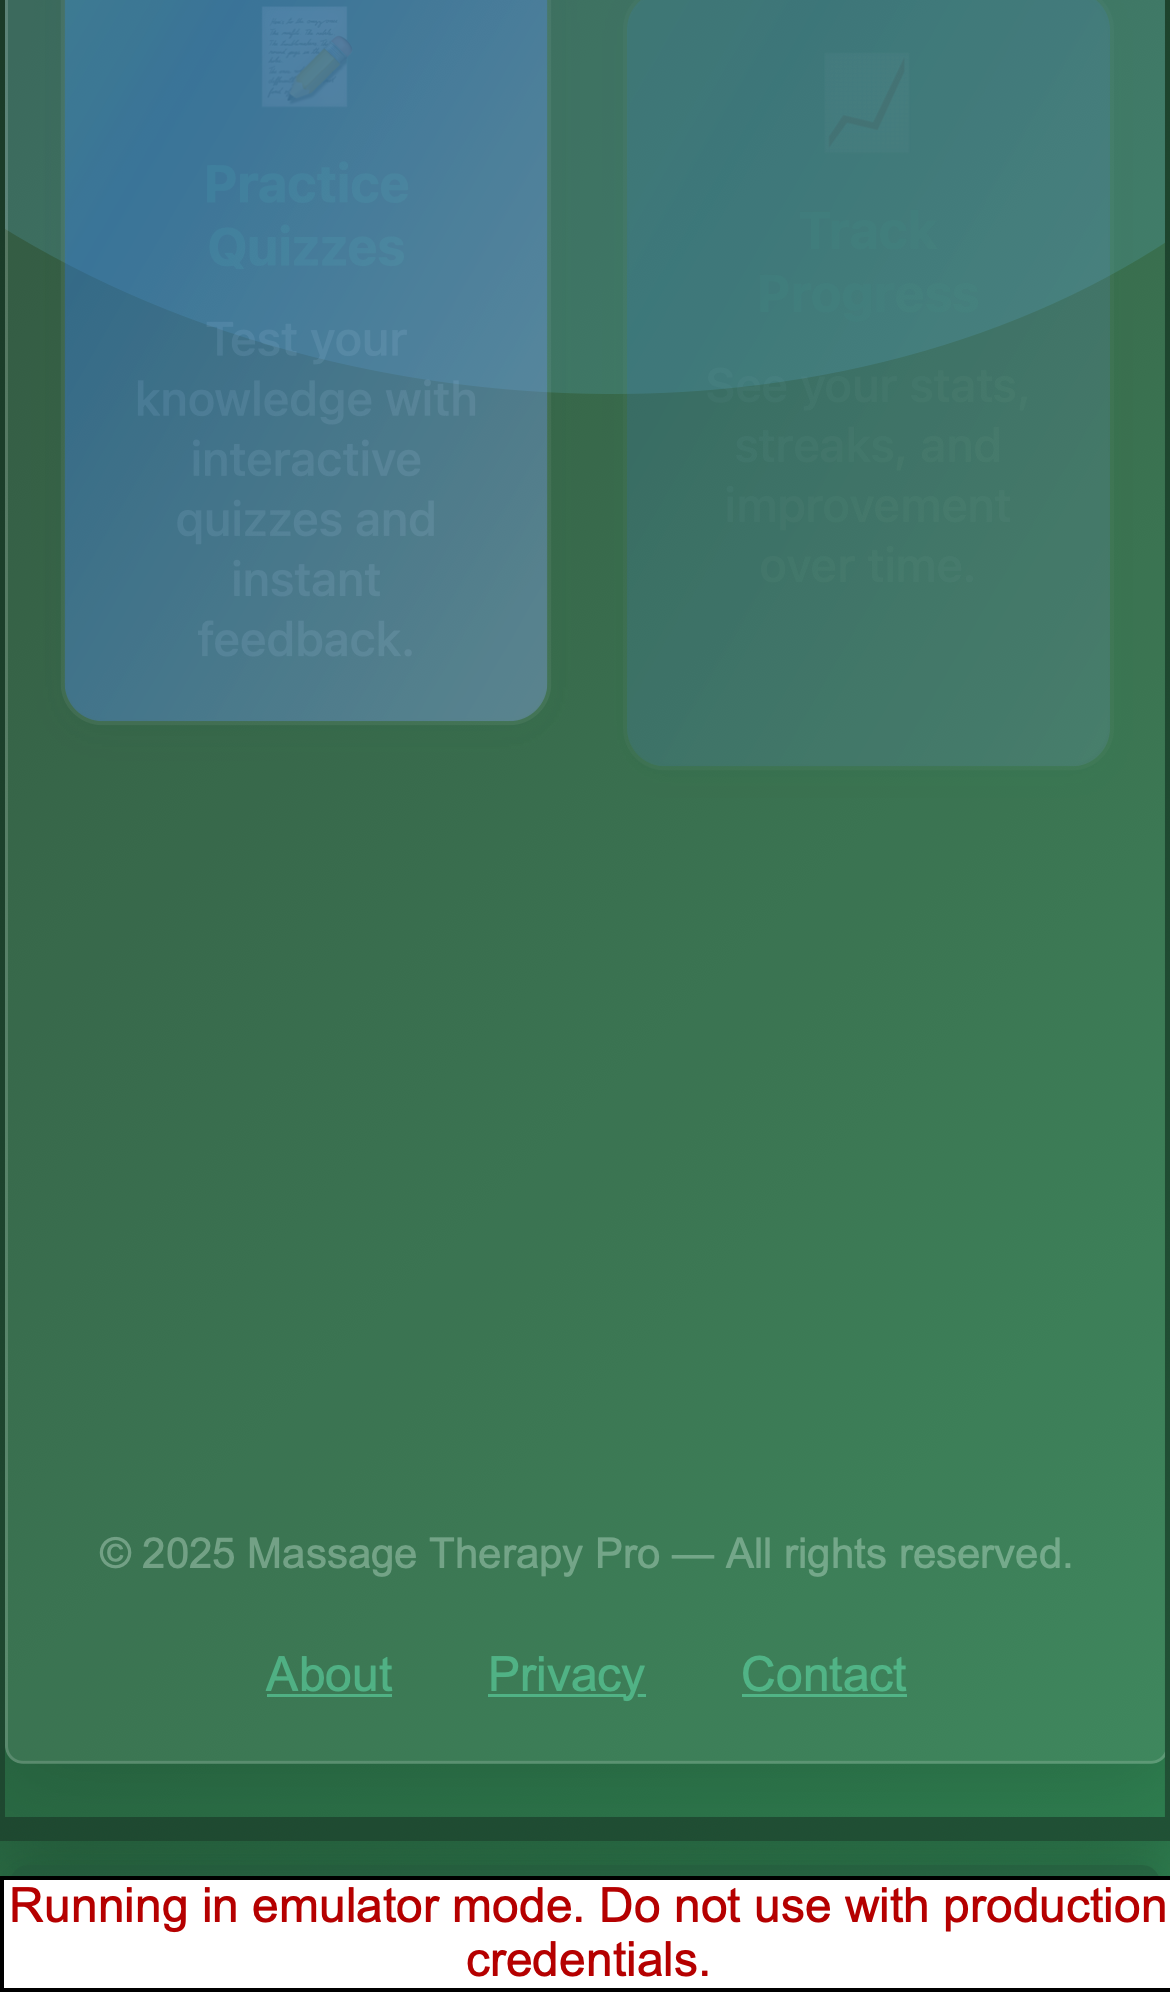 Practice
Quizzes
Test your
knowledge with
interactive
quizzes and
instant
feedback.
Track
Progress
See your stats,
streaks, and
improvement
over time.
© 2025 Massage Therapy Pro — All rights reserved.
About Privacy Contact
Running in emulator mode. Do not use with production
credentials.